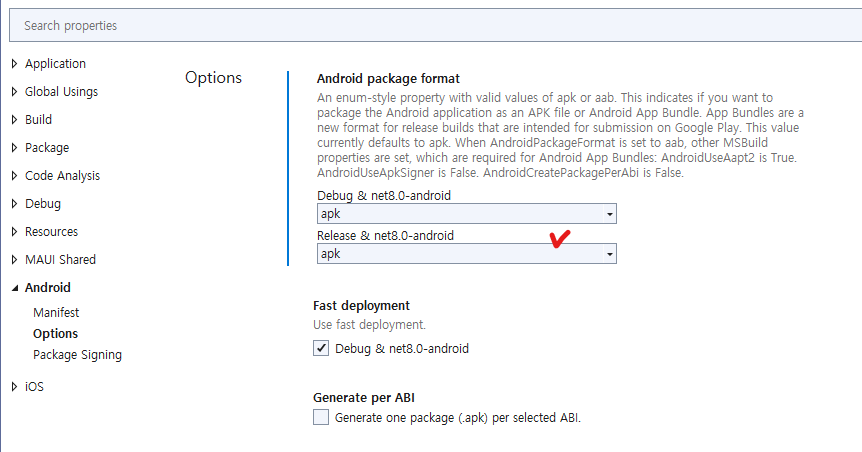 Search properties
Application
Global Usings
Build
Package
Code Analysis
Debug
Resources
MAUI Shared
Android
Manifest
Options
Package Signing
iOS
Options
Android package format
An enum-style property with valid values of apk or aab. This indicates if you want to
package the Android application as an APK file or Android App Bundle. App Bundles are a
new format for release builds that are intended for submission on Google Play. This value
currently defaults to apk. When AndroidPackageFormat is set to aab, other MSBuild
properties are set, which are required for Android App Bundles: AndroidUseAapt2 is True.
AndroidUseApkSigner is False. AndroidCreatePackagePerAbi is False.
Debug & net8.0-android
apk
Release & net8.0-android
apk
Fast deployment
Use fast deployment.
Debug & net8.0-android
Generate per ABI
Generate one package (.apk) per selected ABI.